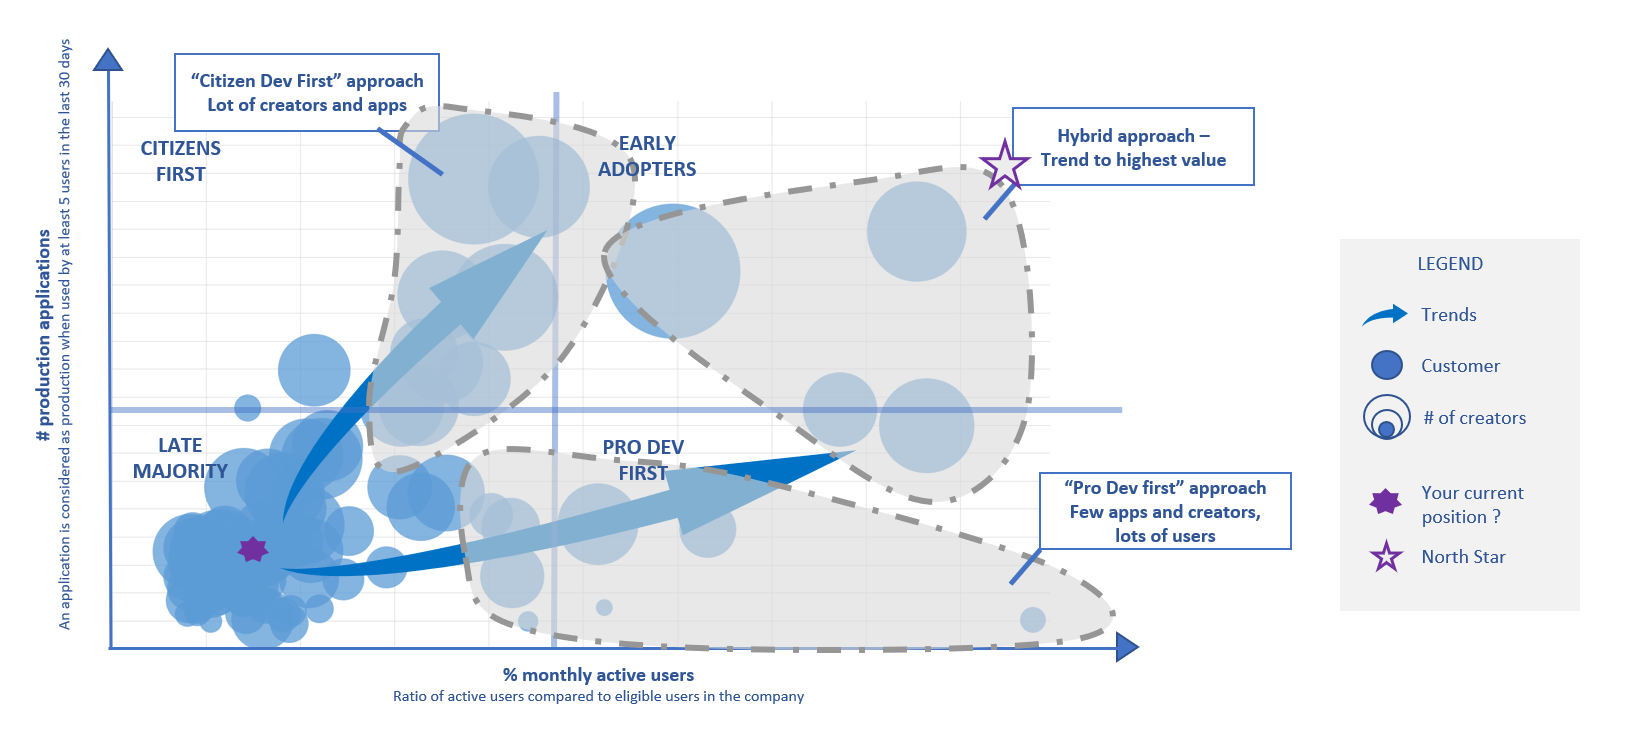 “Citizen Dev First” approach
Lot of creators and apps
CITIZENS
FIRST
EARLY
ADOPTERS
Hybrid approach –
Trend to highest value
# production applications
An application is considered as production when used by at least 5 users in the last 30 days
LATE
MAJORITY
PRO DEV
FIRST
“Pro Dev first” approach
Few apps and creators,
lots of users
% monthly active users
Ratio of active users compared to eligible users in the company
LEGEND
Trends
Customer
# of creators
Your current
position ?
North Star